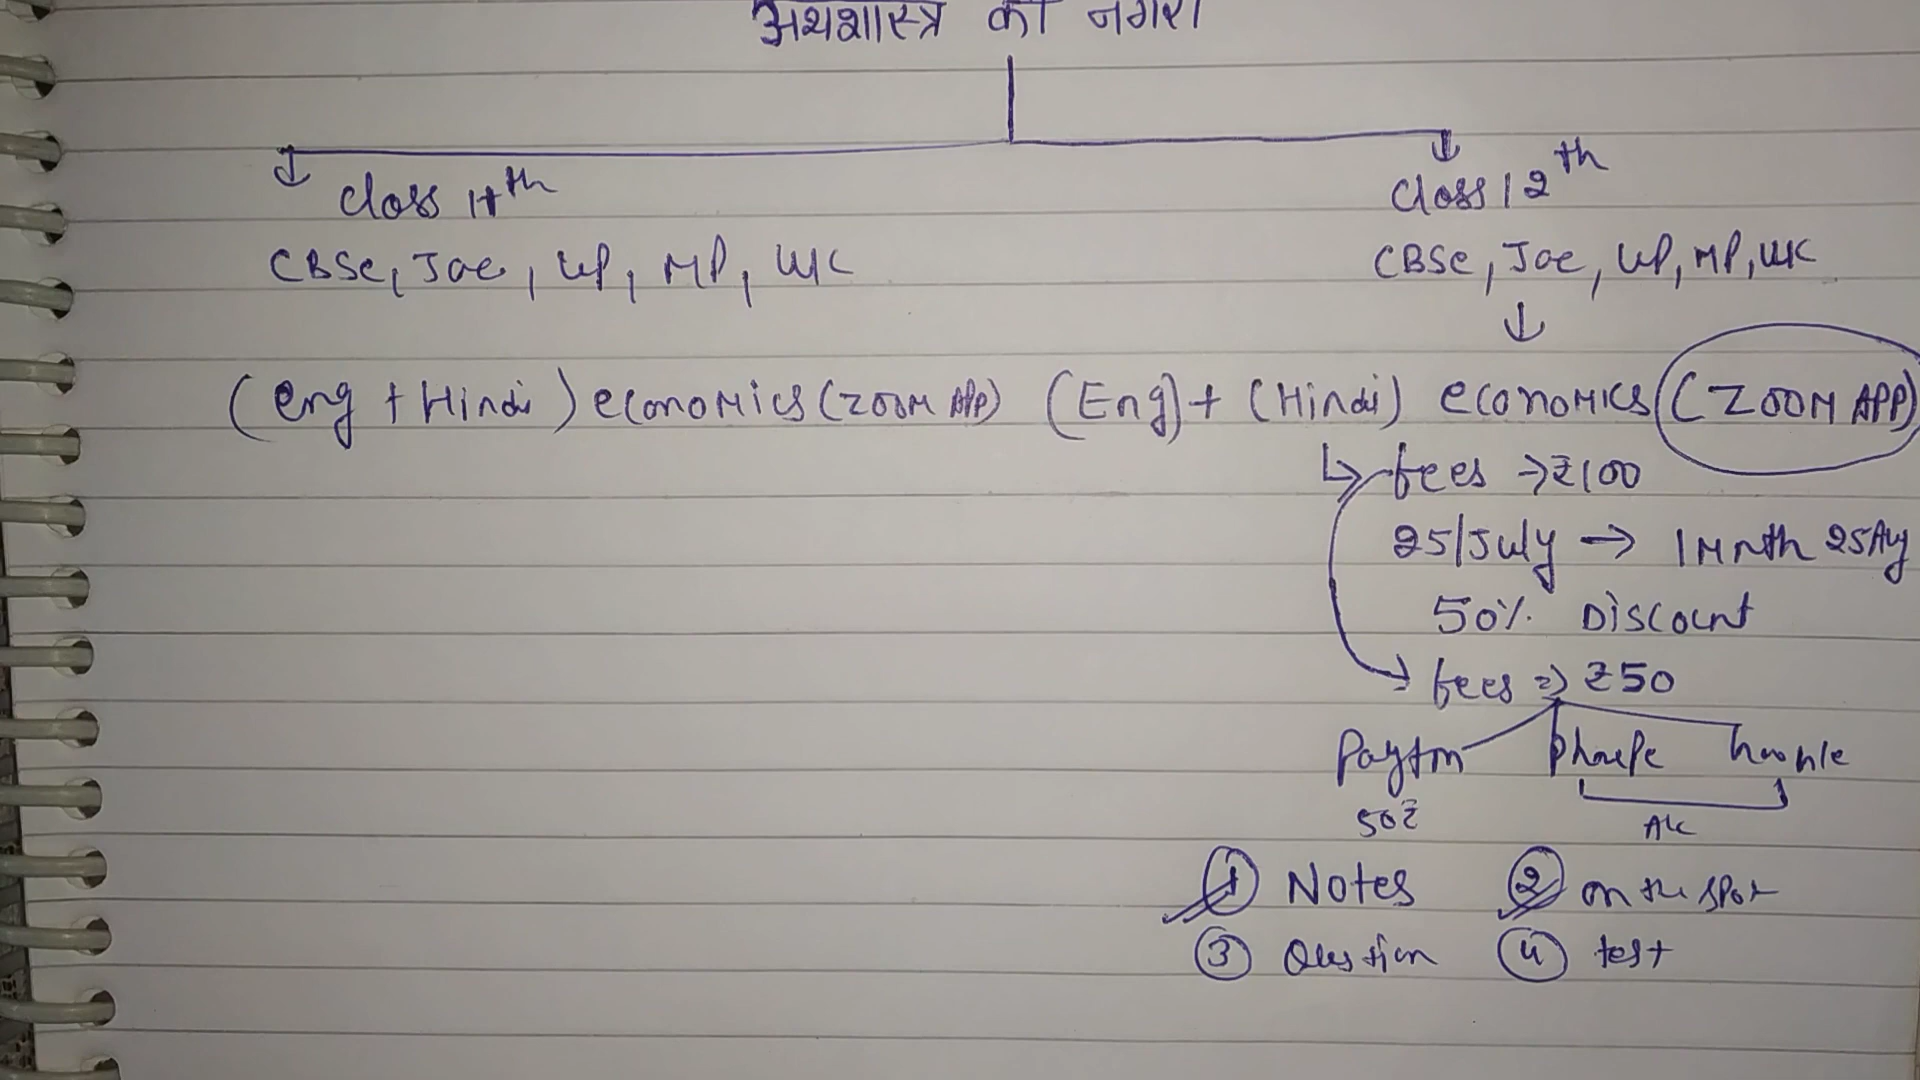 अर्थशास्त्र की नगरी
Class 11th
Class 12th
CBSE, Jac, UP, MP, UK
CBSE, Jac, UP, MP, UK
(eng + Hindi) economics (ZOOM APP)
(Eng) + (Hindi) economics (ZOOM APP)
fees → ₹100
25/July → 1 Mnth 25 Aug
50% Discount
fees ⇒ ₹50
Paytm
50₹
① Notes ② on the spot
③ Question ④ test